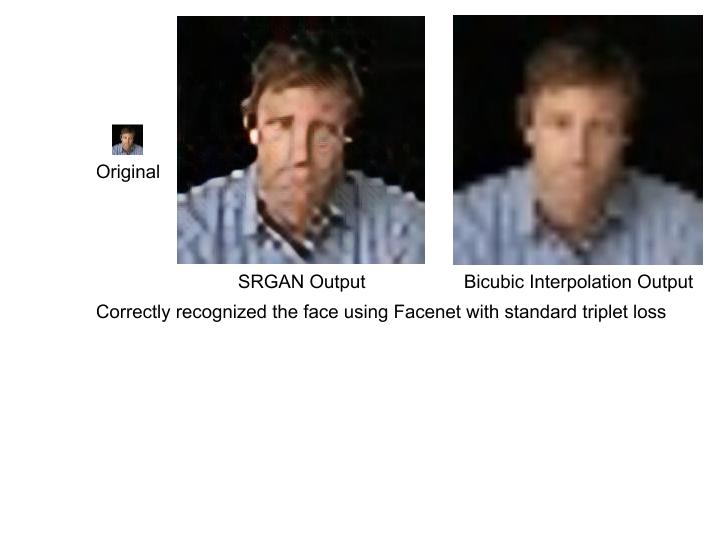 Original
SRGAN Output
Bicubic Interpolation Output
Correctly recognized the face using Facenet with standard triplet loss